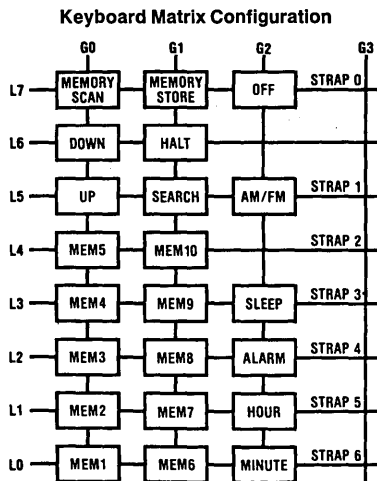 Keyboard Matrix Configuration
G0 G1 G2 G3
L7 MEMORY SCAN MEMORY STORE OFF STRAP 0
L6 DOWN HALT
L5 UP SEARCH AM/FM STRAP 1
L4 MEM5 MEM10 STRAP 2
L3 MEM4 MEM9 SLEEP STRAP 3
L2 MEM3 MEM8 ALARM STRAP 4
L1 MEM2 MEM7 HOUR STRAP 5
L0 MEM1 MEM6 MINUTE STRAP 6